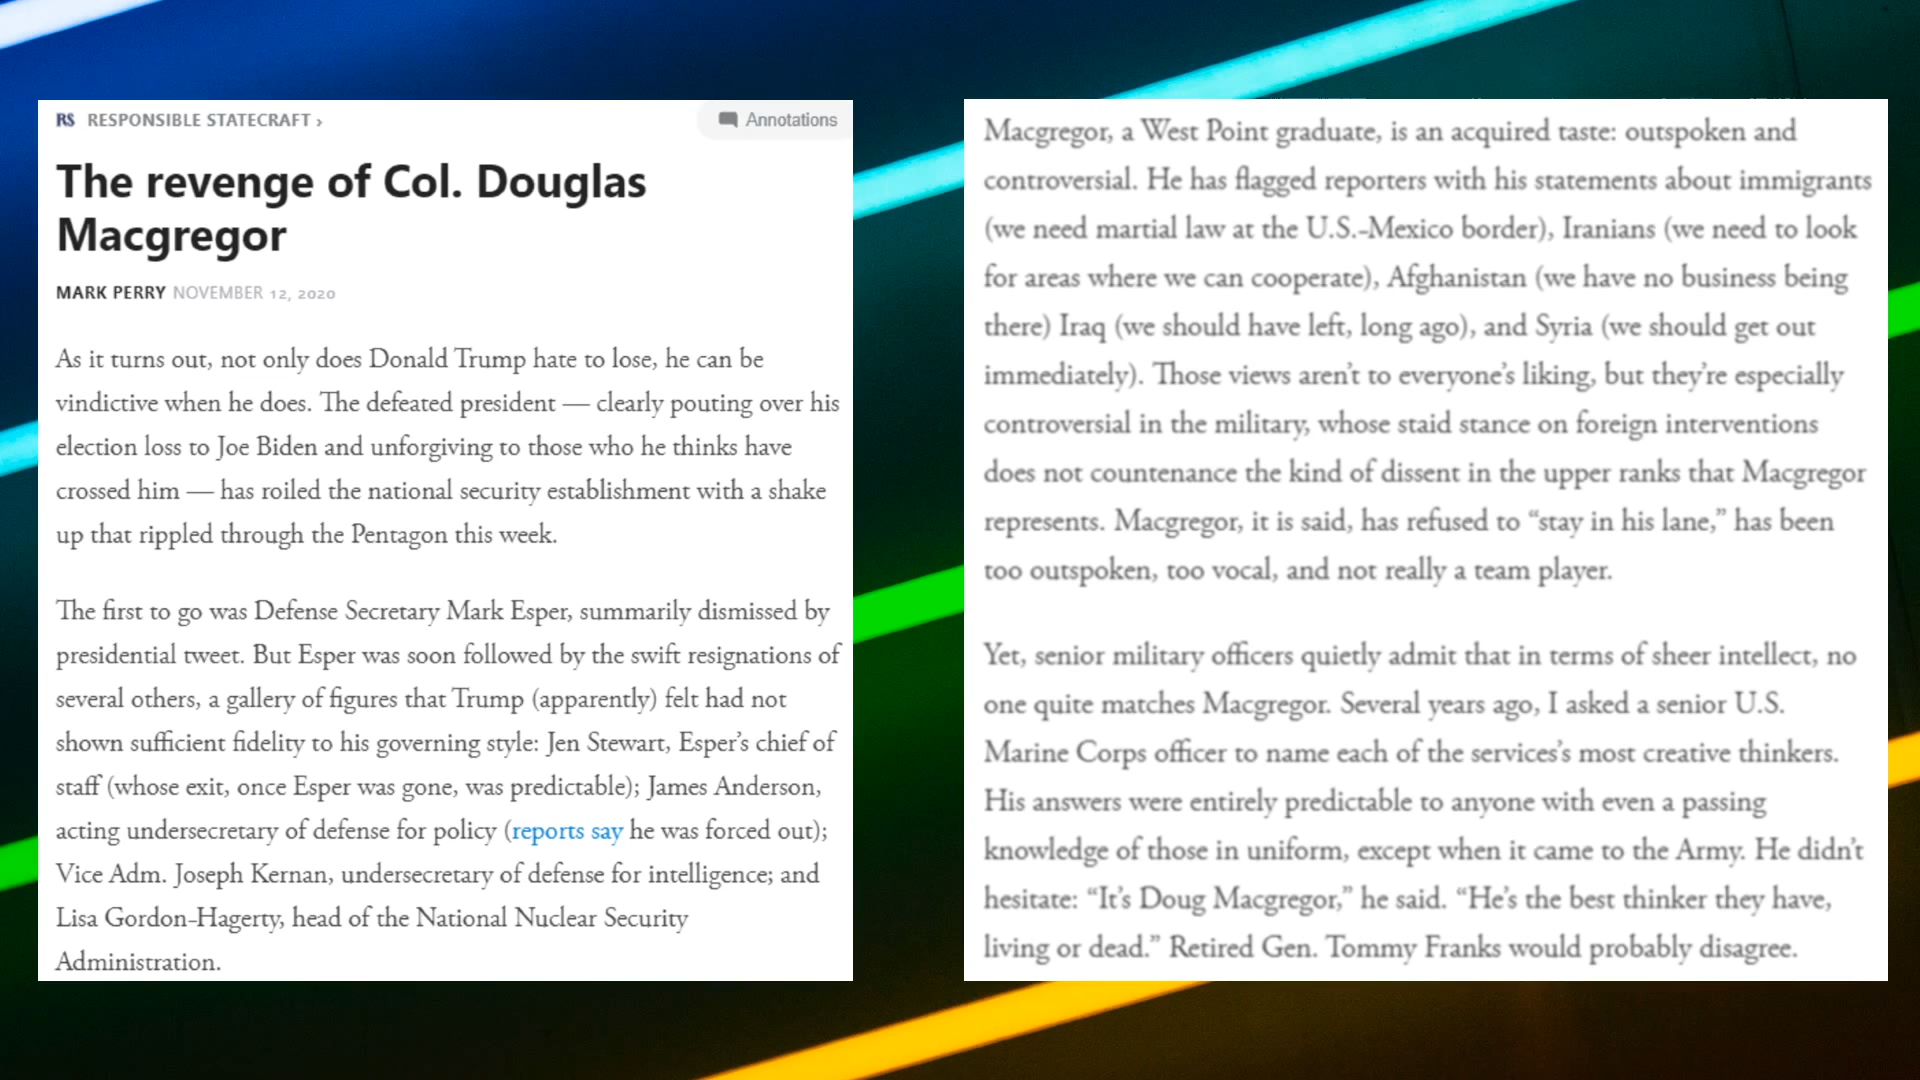 RS RESPONSIBLE STATECRAFT ›
Annotations
The revenge of Col. Douglas
Macgregor
MARK PERRY NOVEMBER 12, 2020
As it turns out, not only does Donald Trump hate to lose, he can be
vindictive when he does. The defeated president — clearly pouting over his
election loss to Joe Biden and unforgiving to those who he thinks have
crossed him — has roiled the national security establishment with a shake
up that rippled through the Pentagon this week.
The first to go was Defense Secretary Mark Esper, summarily dismissed by
presidential tweet. But Esper was soon followed by the swift resignations of
several others, a gallery of figures that Trump (apparently) felt had not
shown sufficient fidelity to his governing style: Jen Stewart, Esper’s chief of
staff (whose exit, once Esper was gone, was predictable); James Anderson,
acting undersecretary of defense for policy (reports say he was forced out);
Vice Adm. Joseph Kernan, undersecretary of defense for intelligence; and
Lisa Gordon-Hagerty, head of the National Nuclear Security
Administration.
Macgregor, a West Point graduate, is an acquired taste: outspoken and
controversial. He has flagged reporters with his statements about immigrants
(we need martial law at the U.S.-Mexico border), Iranians (we need to look
for areas where we can cooperate), Afghanistan (we have no business being
there) Iraq (we should have left, long ago), and Syria (we should get out
immediately). Those views aren’t to everyone’s liking, but they’re especially
controversial in the military, whose staid stance on foreign interventions
does not countenance the kind of dissent in the upper ranks that Macgregor
represents. Macgregor, it is said, has refused to “stay in his lane,” has been
too outspoken, too vocal, and not really a team player.
Yet, senior military officers quietly admit that in terms of sheer intellect, no
one quite matches Macgregor. Several years ago, I asked a senior U.S.
Marine Corps officer to name each of the services’s most creative thinkers.
His answers were entirely predictable to anyone with even a passing
knowledge of those in uniform, except when it came to the Army. He didn’t
hesitate: “It’s Doug Macgregor,” he said. “He’s the best thinker they have,
living or dead.” Retired Gen. Tommy Franks would probably disagree.